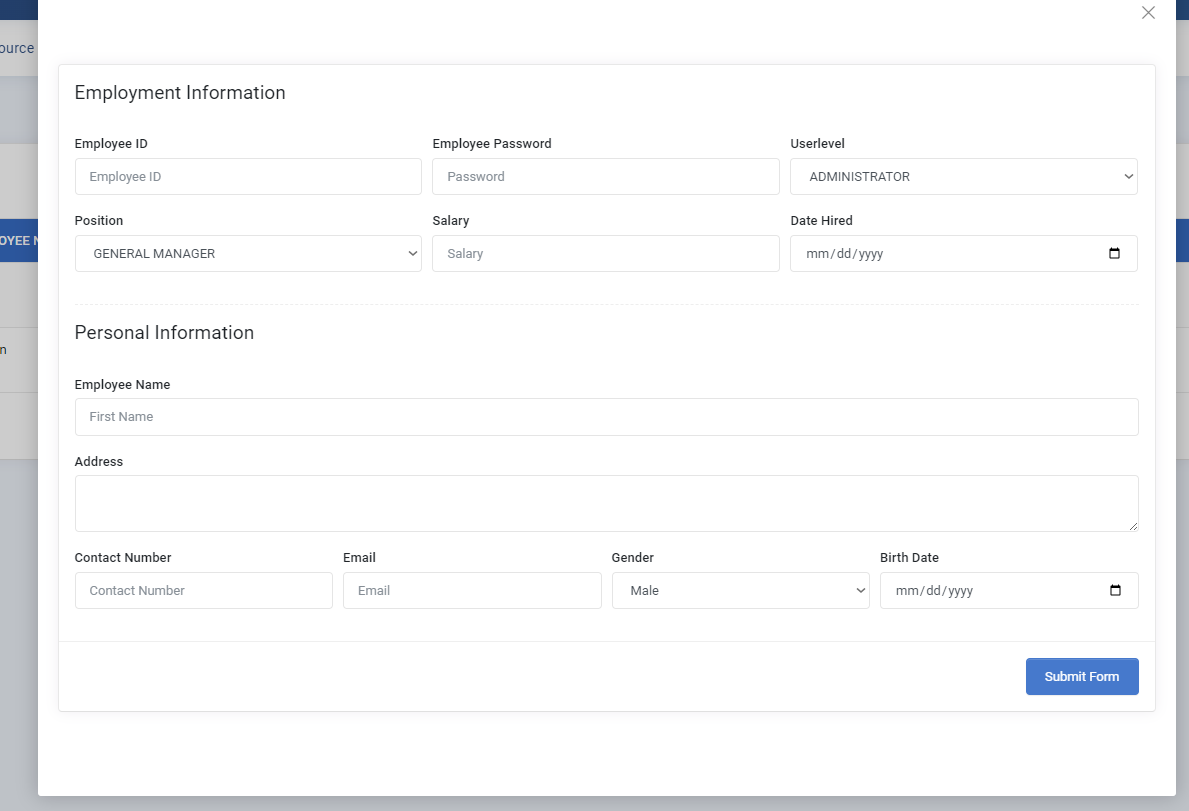 ource
Employment Information
Employee ID Employee Password Userlevel
Employee ID Password ADMINISTRATOR
Position Salary Date Hired
OYEE N
GENERAL MANAGER Salary mm/dd/yyyy
Personal Information
n
Employee Name
First Name
Address
Contact Number Email Gender Birth Date
Contact Number Email Male mm/dd/yyyy
Submit Form